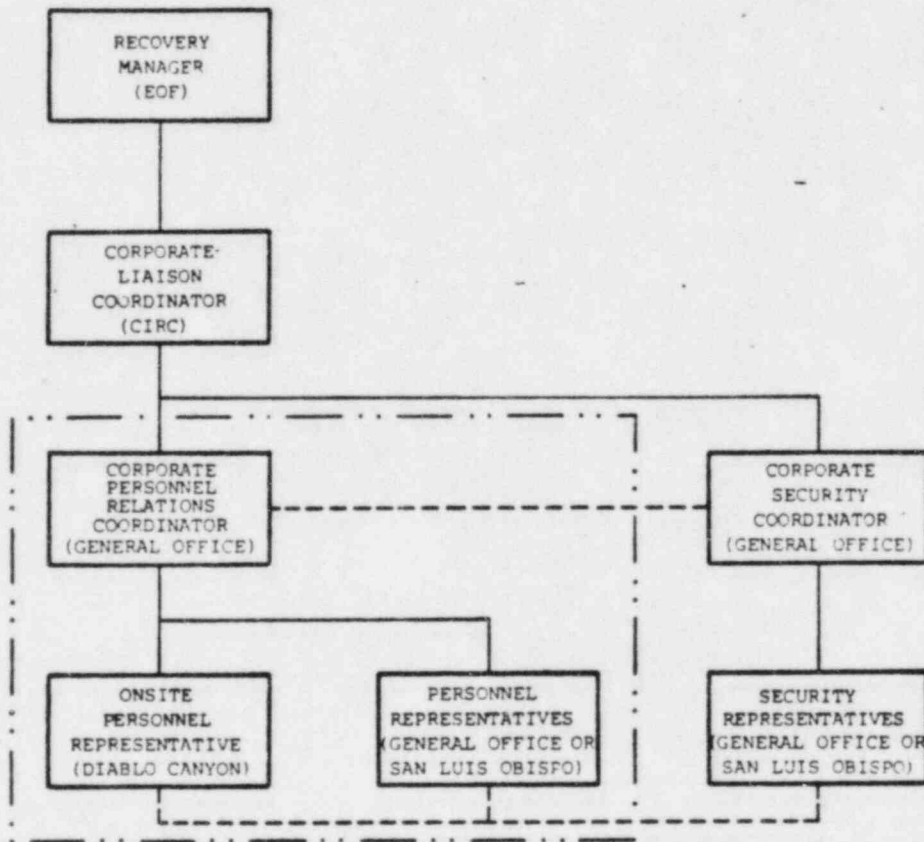 RECOVERY
MANAGER
(EOF)
CORPORATE-
LIAISON
COORDINATOR
(CIRC)
CORPORATE
PERSONNEL
RELATIONS
COORDINATOR
(GENERAL OFFICE)
CORPORATE
SECURITY
COORDINATOR
(GENERAL OFFICE)
ONSITE
PERSONNEL
REPRESENTATIVE
(DIABLO CANYON)
PERSONNEL
REPRESENTATIVES
(GENERAL OFFICE OR
SAN LUIS OBISPO)
SECURITY
REPRESENTATIVES
(GENERAL OFFICE OR
SAN LUIS OBISPO)